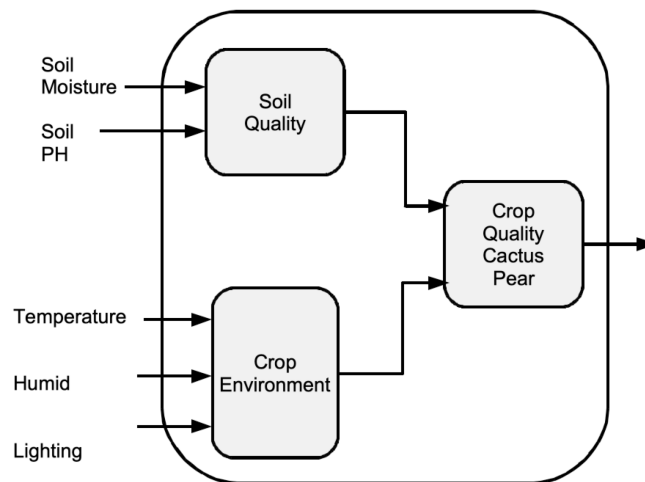 Soil
Moisture
Soil
PH
Soil
Quality
Crop
Quality
Cactus
Pear
Temperature
Humid
Lighting
Crop
Environment